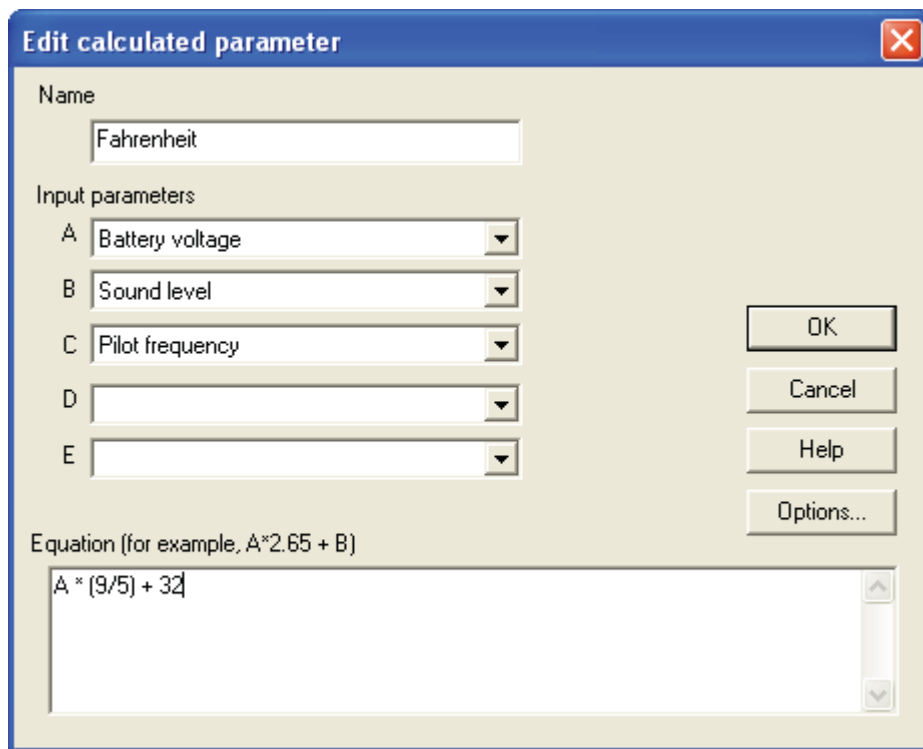 Edit calculated parameter
Name
Fahrenheit
Input parameters
A Battery voltage
B Sound level
C Pilot frequency
D
E
OK
Cancel
Help
Options...
Equation (for example, A*2.65 + B)
A * (9/5) + 32